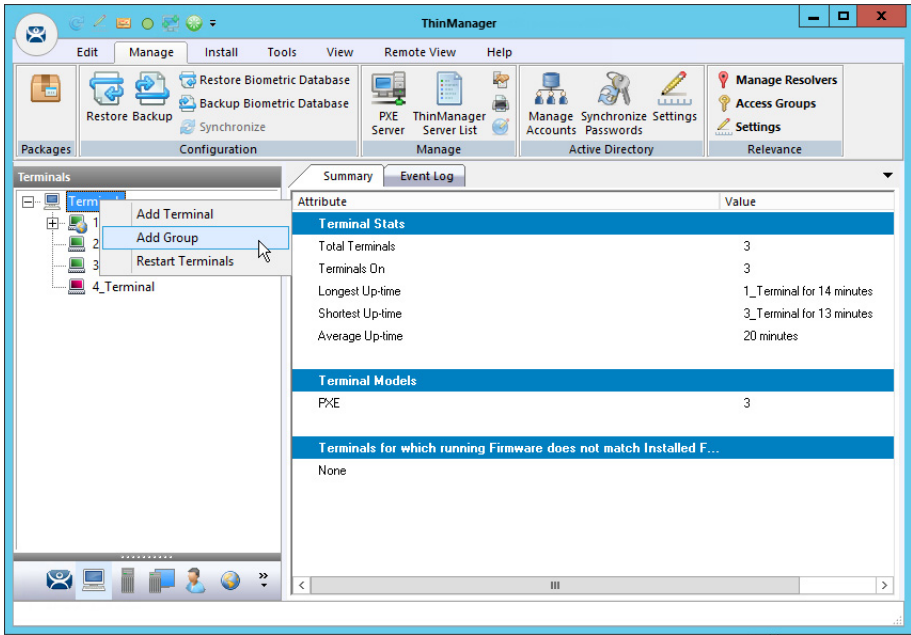 ThinManager
Edit Manage Install Tools View Remote View Help
Restore Biometric Database
Backup Biometric Database
Synchronize
Restore Backup
PXE Server
ThinManager Server List
Manage Accounts
Synchronize Passwords
Settings
Manage Resolvers
Access Groups
Settings
Packages Configuration Manage Active Directory Relevance
Terminals
Summary Event Log
Attribute Value
Add Terminal
Add Group
Restart Terminals
1
2
3
4_Terminal
Terminal Stats
Total Terminals 3
Terminals On 3
Longest Up-time 1_Terminal for 14 minutes
Shortest Up-time 3_Terminal for 13 minutes
Average Up-time 20 minutes
Terminal Models
PXE 3
Terminals for which running Firmware does not match Installed F...
None